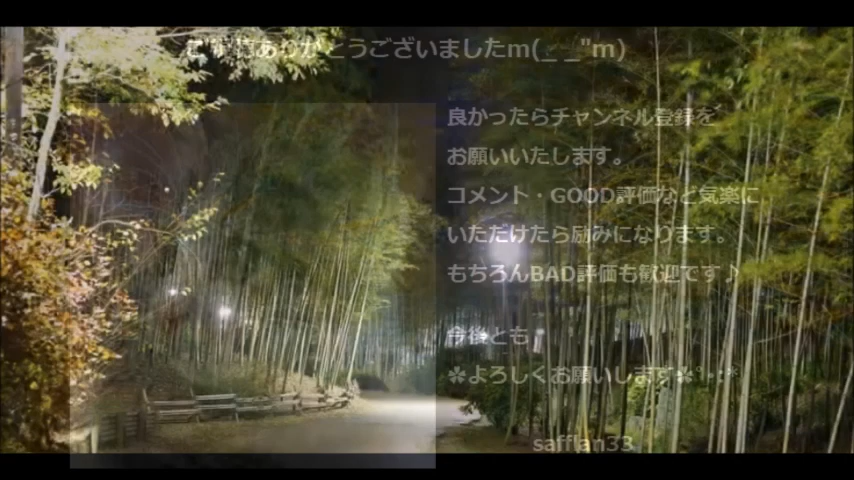 ご視聴ありがとうございましたm(_ _"m)
良かったらチャンネル登録を
お願いいたします。
コメント・GOOD評価など気楽に
いただけたら励みになります。
もちろんBAD評価も歓迎です♪
今後とも
✿よろしくお願いします✿
safflan33